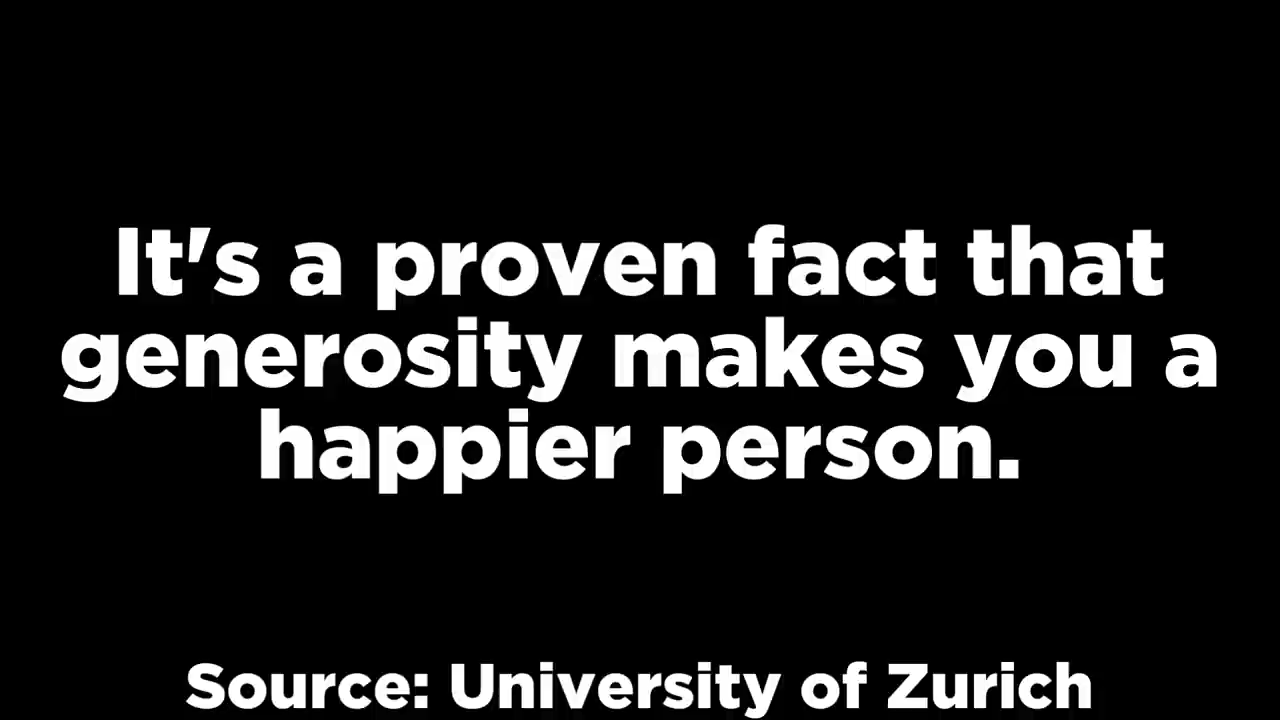 It's a proven fact that
generosity makes you a
happier person.
Source: University of Zurich